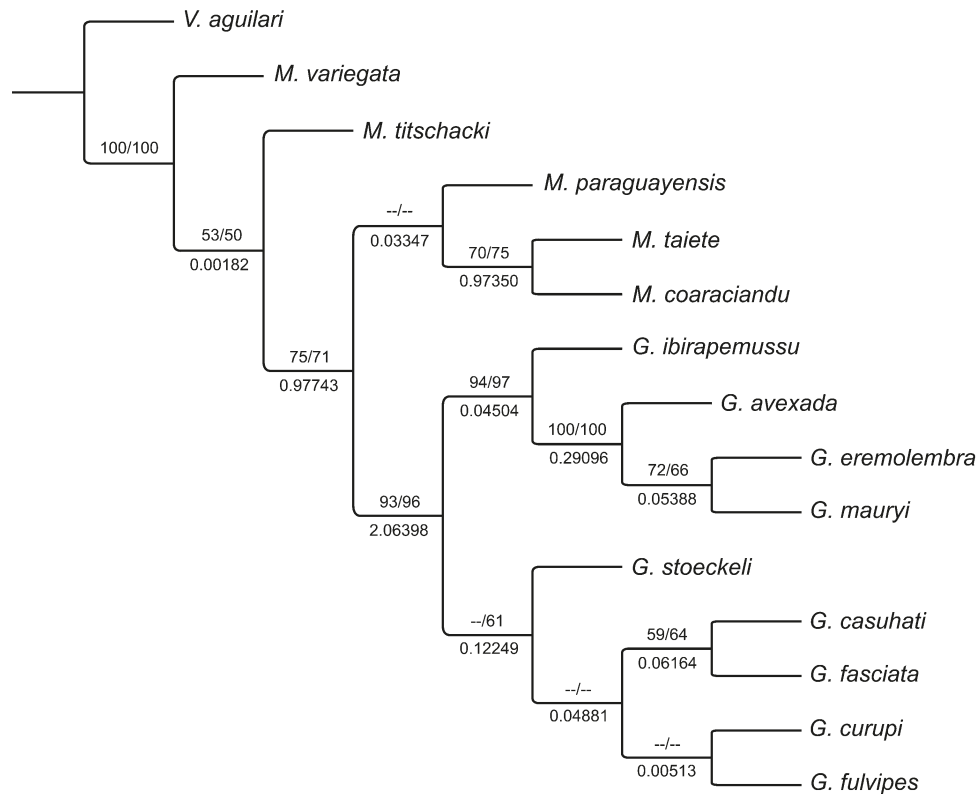 V. aguilari
M. variegata
100/100
M. titschacki
53/50
0.00182
M. paraguayensis
--/--
0.03347
M. taiete
70/75
0.97350
M. coaraciandu
75/71
0.97743
G. ibirapemussu
94/97
0.04504
G. avexada
100/100
0.29096
G. eremolembra
72/66
0.05388
G. mauryi
93/96
2.06398
G. stoeckeli
--/61
0.12249
G. casuhati
59/64
0.06164
G. fasciata
--/--
0.04881
G. curupi
--/--
0.00513
G. fulvipes